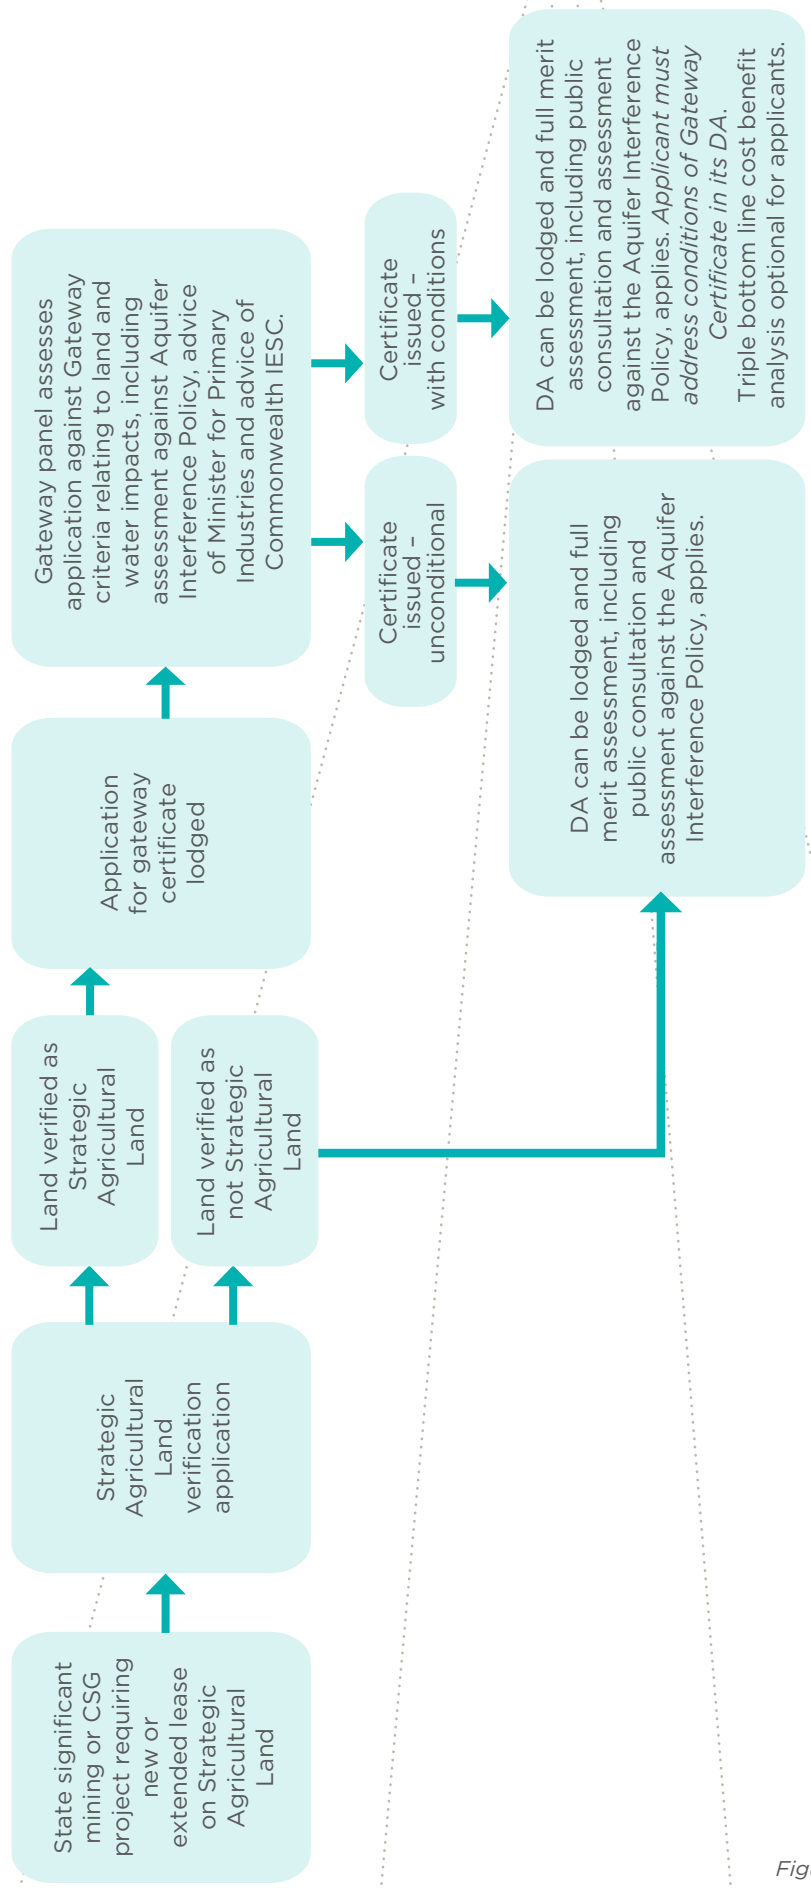 State significant
mining or CSG
project requiring
new or
extended lease
on Strategic
Agricultural
Land
Strategic
Agricultural
Land
verification
application
Land verified as
Strategic
Agricultural
Land
Land verified as
not Strategic
Agricultural
Land
Application
for gateway
certificate
lodged
Gateway panel assesses
application against Gateway
criteria relating to land and
water impacts, including
assessment against Aquifer
Interference Policy, advice
of Minister for Primary
Industries and advice of
Commonwealth IESC.
Certificate
issued –
unconditional
Certificate
issued –
with conditions
DA can be lodged and full
merit assessment, including
public consultation and
assessment against the Aquifer
Interference Policy, applies.
DA can be lodged and full merit
assessment, including public
consultation and assessment
against the Aquifer Interference
Policy, applies. Applicant must
address conditions of Gateway
Certificate in its DA.
Triple bottom line cost benefit
analysis optional for applicants.